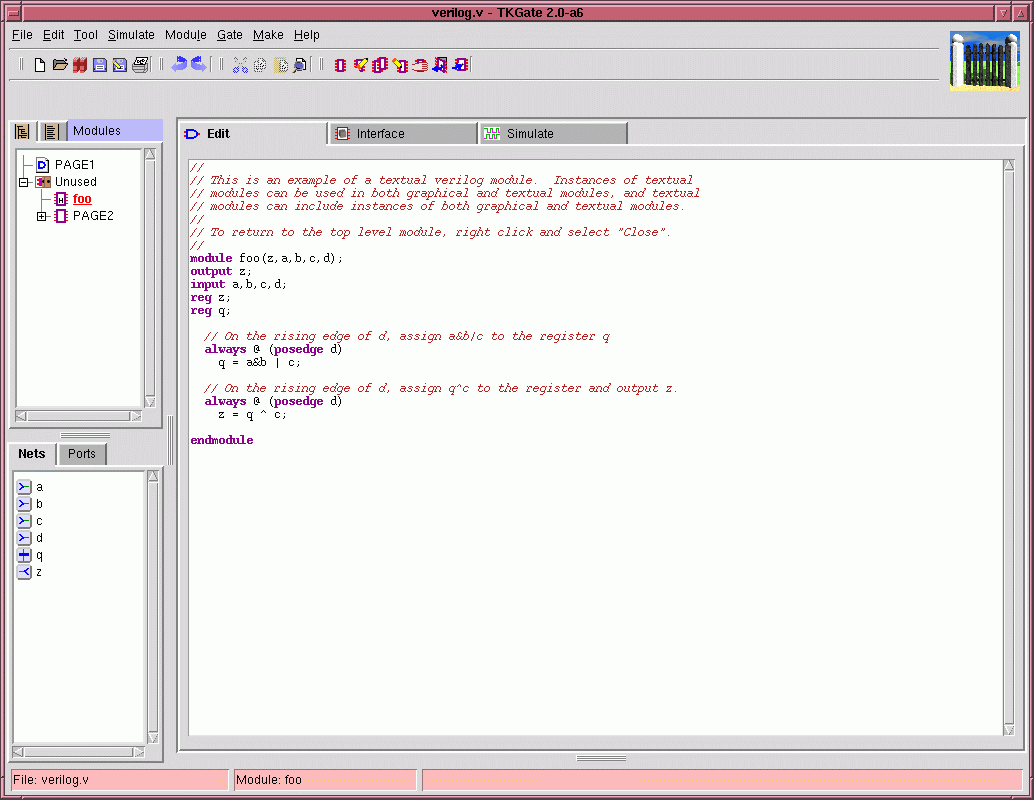 verilog.v - TKGate 2.0-a6
File Edit Tool Simulate Module Gate Make Help
Modules
PAGE1
Unused
foo
PAGE2
Nets Ports
a
b
c
d
q
z
Edit Interface Simulate
//
// This is an example of a textual verilog module.  Instances of textual
// modules can be used in both graphical and textual modules, and textual
// modules can include instances of both graphical and textual modules.
//
// To return to the top level module, right click and select "Close".
//
module foo(z,a,b,c,d);
output z;
input a,b,c,d;
reg z;
reg q;
  // On the rising edge of d, assign a&b|c to the register q
  always @ (posedge d)
    q = a&b | c;
  // On the rising edge of d, assign q^c to the register and output z.
  always @ (posedge d)
    z = q ^ c;
endmodule
File: verilog.v Module: foo